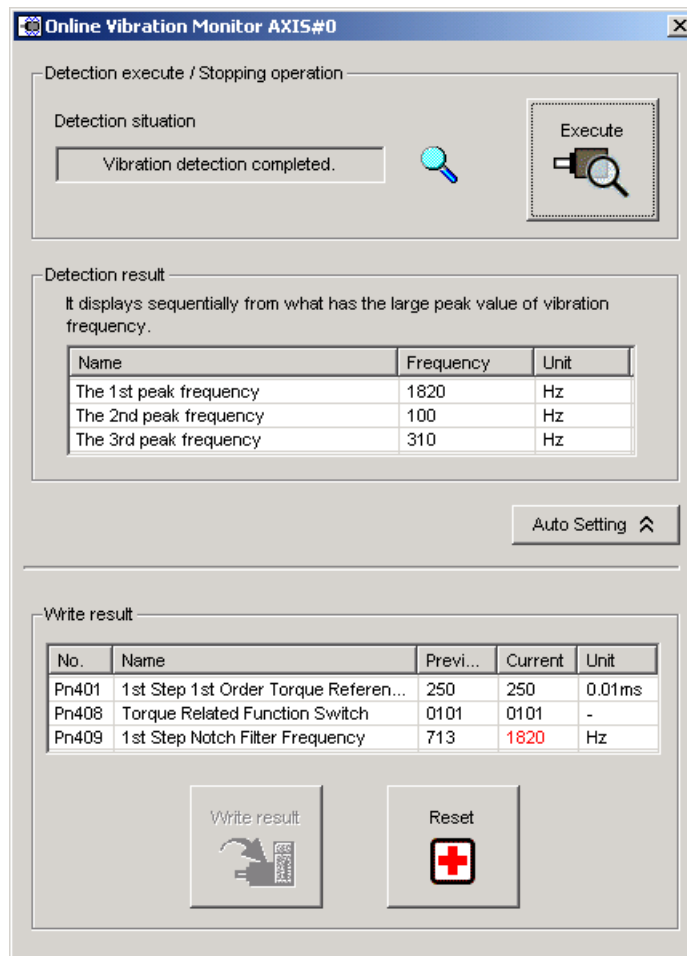 Online Vibration Monitor AXIS#0
Detection execute / Stopping operation
Detection situation
Vibration detection completed.
Execute
Detection result
It displays sequentially from what has the large peak value of vibration
frequency.
Name Frequency Unit
The 1st peak frequency 1820 Hz
The 2nd peak frequency 100 Hz
The 3rd peak frequency 310 Hz
Auto Setting
Write result
No. Name Previ... Current Unit
Pn401 1st Step 1st Order Torque Referen... 250 250 0.01ms
Pn408 Torque Related Function Switch 0101 0101 -
Pn409 1st Step Notch Filter Frequency 713 1820 Hz
Write result
Reset